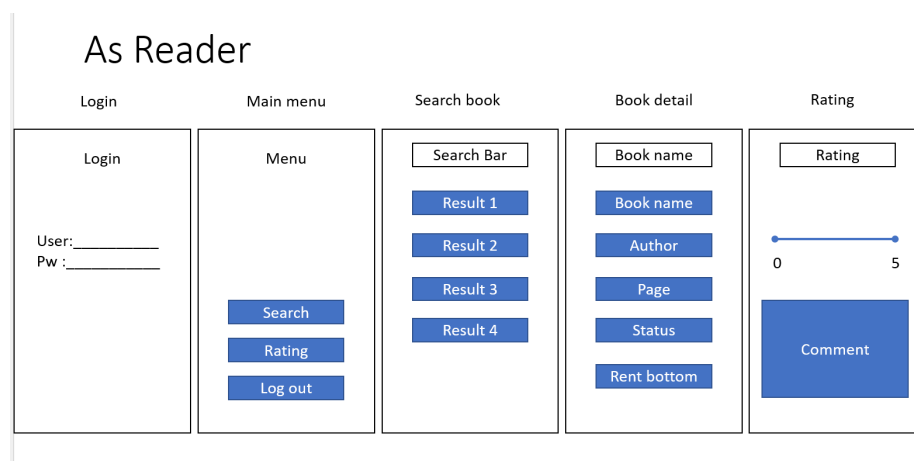 As Reader
Login
Main menu
Search book
Book detail
Rating
Login
User:__________
Pw :___________
Menu
Search
Rating
Log out
Search Bar
Result 1
Result 2
Result 3
Result 4
Book name
Book name
Author
Page
Status
Rent bottom
Rating
0 5
Comment